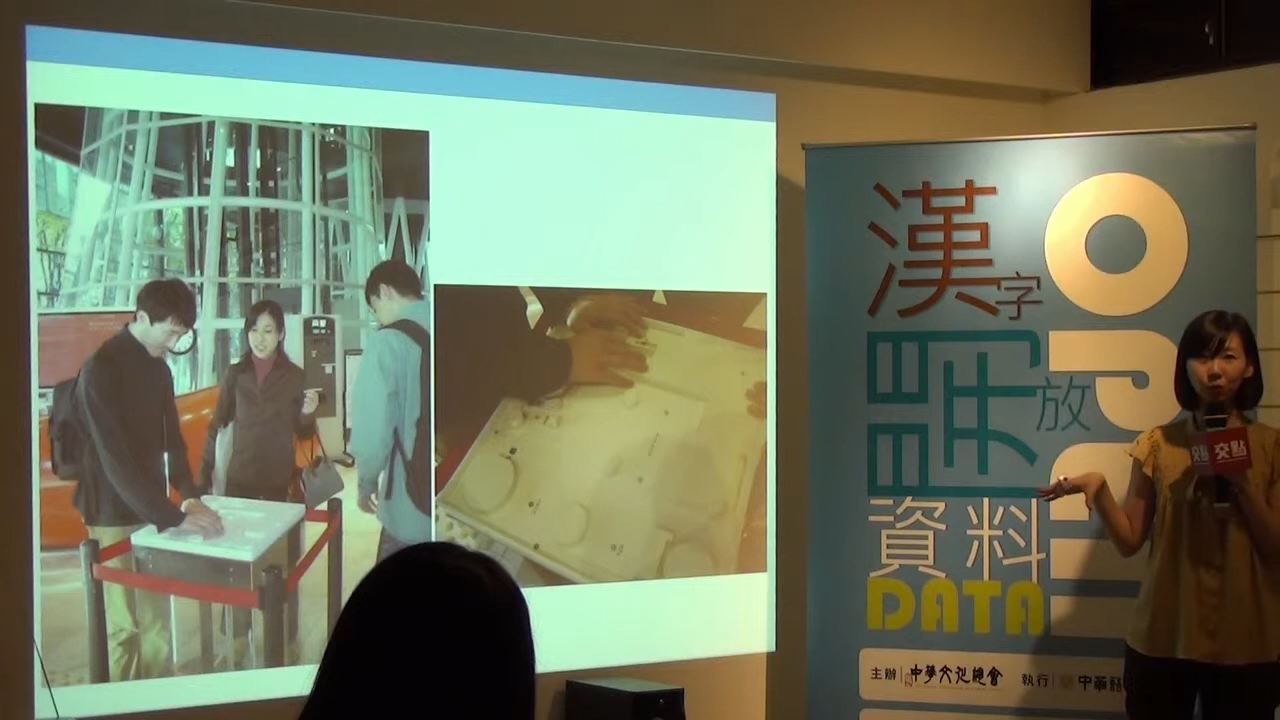 漢字
開放
資料
DATA
主辦 中華文化總會 執行
交點